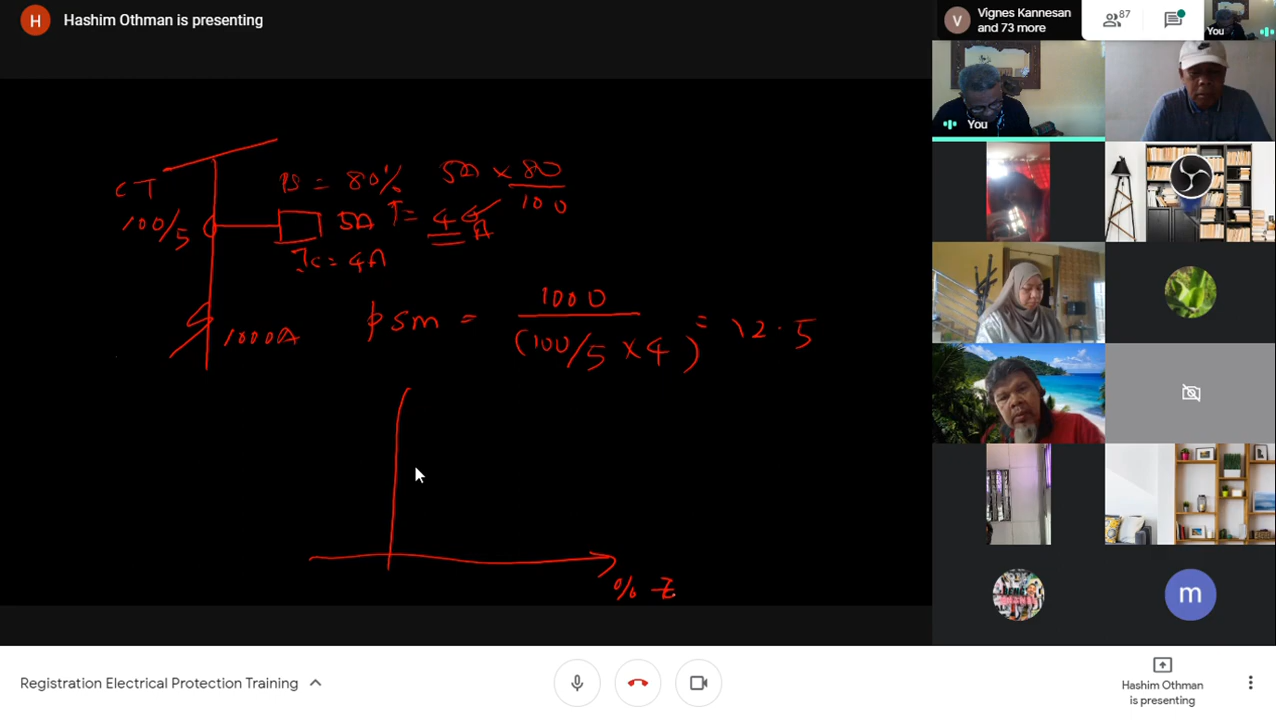 H Hashim Othman is presenting
V Vignes Kannesan
and 73 more
87
You
You
CT
100/5
PS = 80% 5A × 80
100
5A I = 4 A
Ic = 4A
1000A
psm = 1000
(100/5 × 4) = 12.5
% Z
m
Registration Electrical Protection Training
Hashim Othman
is presenting